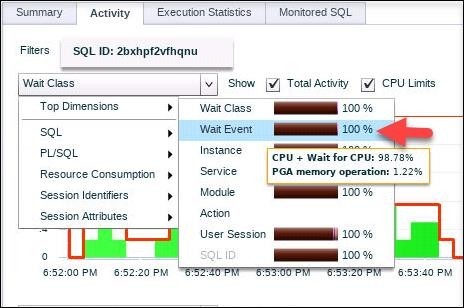 Summary Activity Execution Statistics Monitored SQL
Filters SQL ID: 2bxhpf2vfhqnu
Wait Class Show Total Activity CPU Limits
Top Dimensions
SQL
PL/SQL
Resource Consumption
Session Identifiers
Session Attributes
Wait Class 100 %
Wait Event 100 %
Instance
Service
Module 100 %
Action
User Session 100 %
SQL ID 100 %
CPU + Wait for CPU: 98.78%
PGA memory operation: 1.22%
.4
0
6:52:00 PM 6:52:20 PM 6:52:40 PM 6:53:00 PM 6:53:20 PM 6:53:40 PM